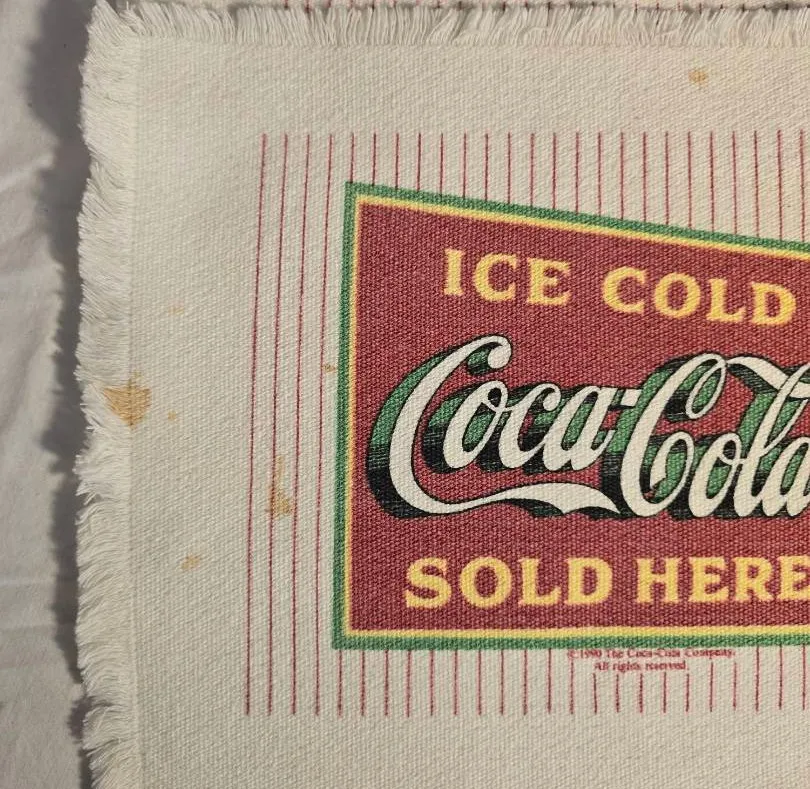 ICE COLD
Coca-Cola
SOLD HERE
©1990 The Coca-Cola Company.
All rights reserved